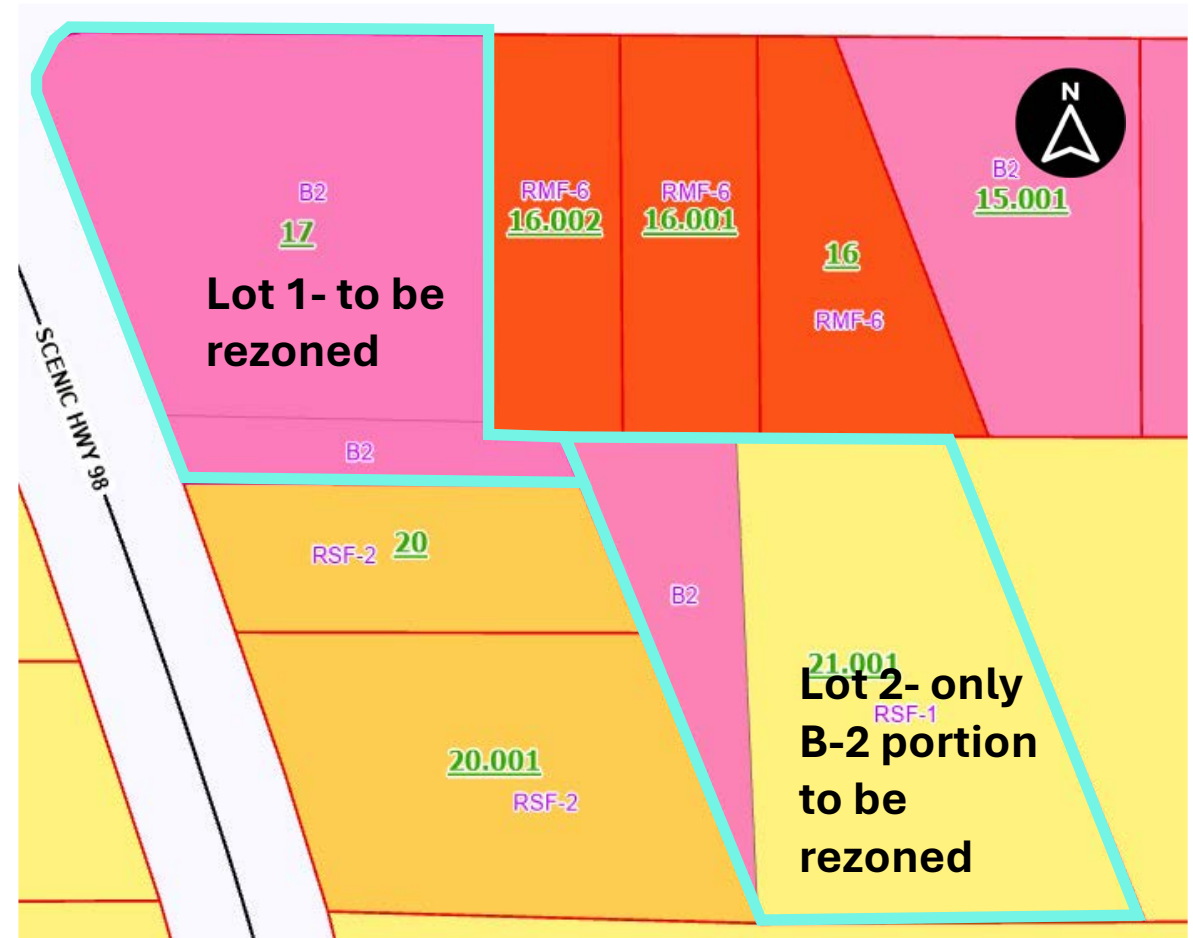 N
B2
17
RMF-6
16.002
RMF-6
16.001
16
RMF-6
B2
15.001
Lot 1- to be
rezoned
SCENIC HWY 98
B2
RSF-2 20
B2
20.001
RSF-2
21.001
Lot 2- only
RSF-1
B-2 portion
to be
rezoned